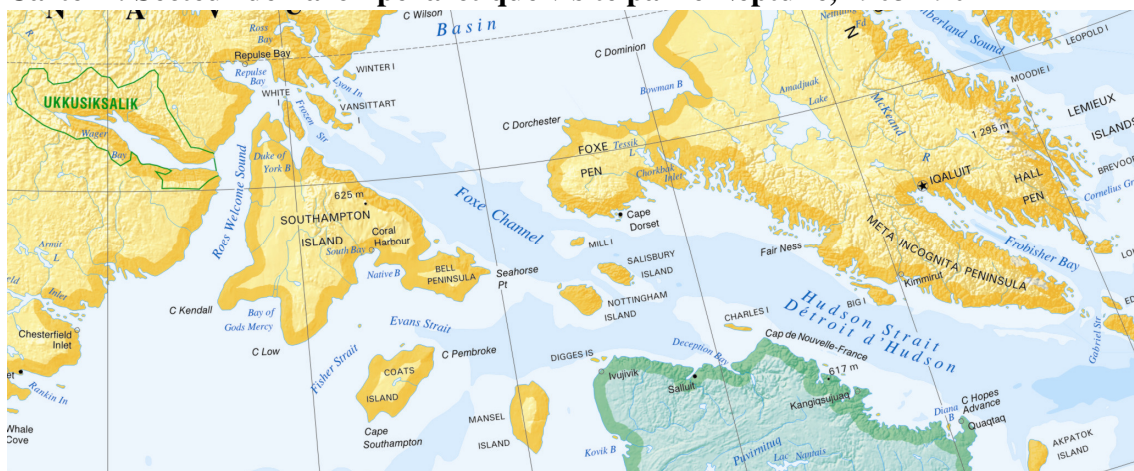 N A V U
Basin
C Wilson
Ross
Bay
Repulse Bay
Repulse
Bay
WHITE
I
Lyon In
WINTER I
VANSITTART
I
Frozen
Str
UKKUSIKSALIK
Wager
Bay
Roes Welcome Sound
Duke of
York B
625 m
SOUTHAMPTON
ISLAND
Coral
Harbour
South Bay
Native B
BELL
PENINSULA
Seahorse
Pt
Foxe Channel
C Dominion
Bowman B
C Dorchester
FOXE
PEN
Tessik
L
Chorkbak
Inlet
Cape
Dorset
MILL I
SALISBURY
ISLAND
NOTTINGHAM
ISLAND
Amadjuak
Lake
McKeand
R
N
Nettilling
Fd
LEOPOLD I
MOODIE I
LEMIEUX
ISLANDS
1 295 m
HALL
PEN
IQALUIT
META INCOGNITA PENINSULA
Frobisher Bay
Kimmirut
Fair Ness
BIG I
CHARLES I
Hudson Strait
Détroit d'Hudson
Cap de Nouvelle-France
617 m
Deception Bay
DIGGES IS
Ivujivik
Salluit
Kangiqsujuaq
Diana
B
C Hopes
Advance
Quaqtaq
AKPATOK
ISLAND
Gabriel Str
Armit
L
Inlet
Chesterfield
Inlet
Rankin In
Whale
Cove
C Kendall
Bay of
Gods Mercy
C Low
Evans Strait
Fisher Strait
C Pembroke
COATS
ISLAND
Cape
Southampton
MANSEL
ISLAND
Kovik B
Puvirnituq
Lac Nantais